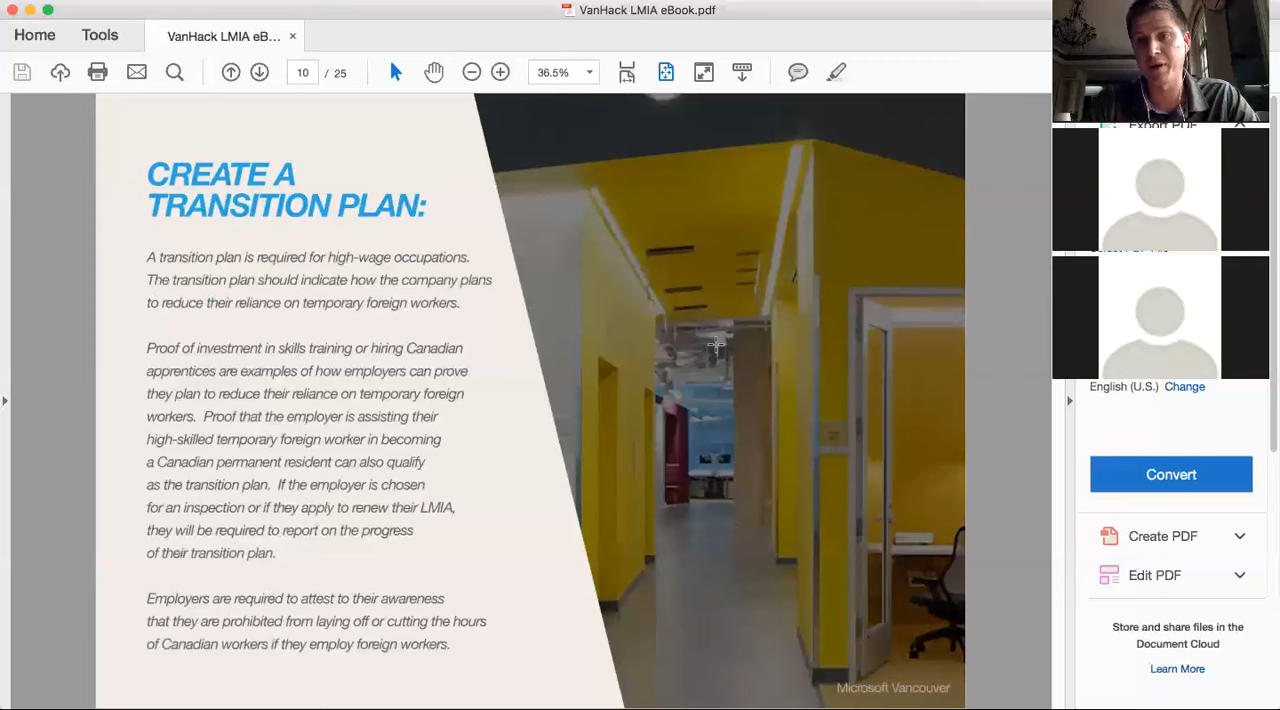 VanHack LMIA eBook.pdf
Home
Tools
VanHack LMIA eB...
×
10 / 25
36.5%
Export PDF
CREATE A
TRANSITION PLAN:
A transition plan is required for high-wage occupations.
The transition plan should indicate how the company plans
to reduce their reliance on temporary foreign workers.
Proof of investment in skills training or hiring Canadian
apprentices are examples of how employers can prove
they plan to reduce their reliance on temporary foreign
workers.  Proof that the employer is assisting their
high-skilled temporary foreign worker in becoming
a Canadian permanent resident can also qualify
as the transition plan.  If the employer is chosen
for an inspection or if they apply to renew their LMIA,
they will be required to report on the progress
of their transition plan.
Employers are required to attest to their awareness
that they are prohibited from laying off or cutting the hours
of Canadian workers if they employ foreign workers.
Microsoft Vancouver
English (U.S.) Change
Convert
Create PDF
Edit PDF
Store and share files in the
Document Cloud
Learn More